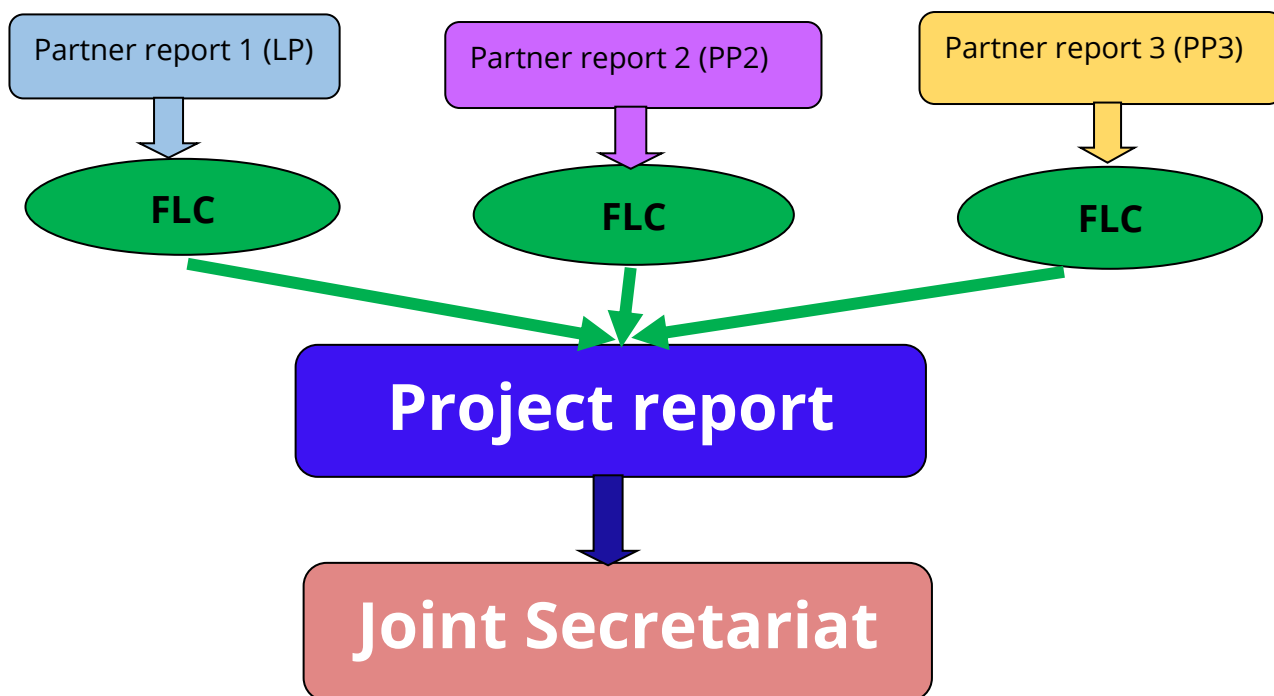 Partner report 1 (LP)
Partner report 2 (PP2)
Partner report 3 (PP3)
FLC
FLC
FLC
Project report
Joint Secretariat